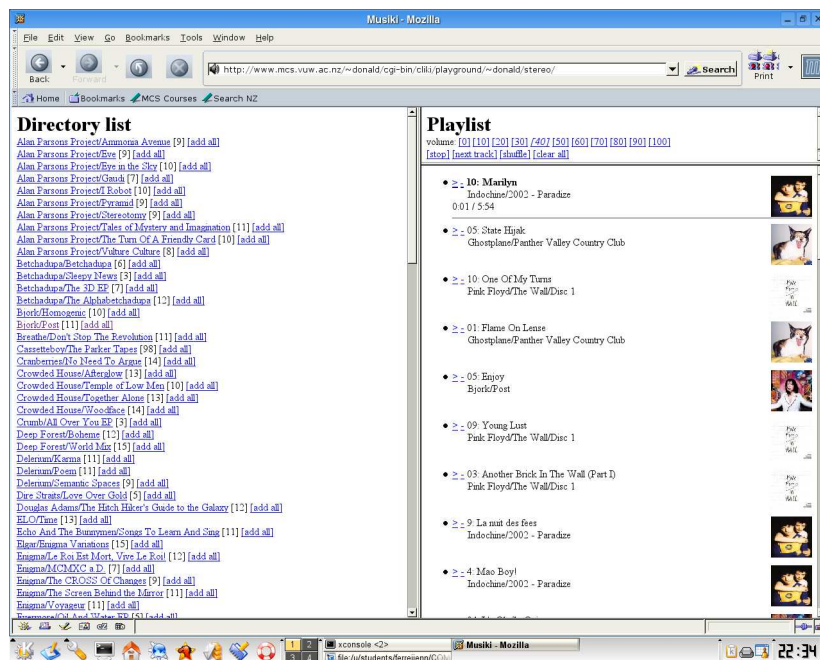 Musiki - Mozilla
File Edit View Go Bookmarks Tools Window Help
Back Forward http://www.mcs.vuw.ac.nz/~donald/cgi-bin/cliki/playground/~donald/stereo/ Search Print
Home Bookmarks MCS Courses Search NZ
Directory list
Alan Parsons Project/Ammonia Avenue [9] [add all]
Alan Parsons Project/Eve [9] [add all]
Alan Parsons Project/Eye in the Sky [10] [add all]
Alan Parsons Project/Gaudi [7] [add all]
Alan Parsons Project/I Robot [10] [add all]
Alan Parsons Project/Pyramid [9] [add all]
Alan Parsons Project/Stereotomy [9] [add all]
Alan Parsons Project/Tales of Mystery and Imagination [11] [add all]
Alan Parsons Project/The Turn Of A Friendly Card [10] [add all]
Alan Parsons Project/Vulture Culture [8] [add all]
Betchadupa/Betchadupa [6] [add all]
Betchadupa/Sleepy News [3] [add all]
Betchadupa/The 3D EP [7] [add all]
Betchadupa/The Alphabetchadupa [12] [add all]
Bjork/Homogenic [10] [add all]
Bjork/Post [11] [add all]
Breathe/Don't Stop The Revolution [11] [add all]
Cassetteboy/The Parker Tapes [98] [add all]
Cranberries/No Need To Argue [14] [add all]
Crowded House/Afterglow [13] [add all]
Crowded House/Temple of Low Men [10] [add all]
Crowded House/Together Alone [13] [add all]
Crowded House/Woodface [14] [add all]
Crumb/All Over You EP [3] [add all]
Deep Forest/Boheme [12] [add all]
Deep Forest/World Mix [15] [add all]
Delerium/Karma [11] [add all]
Delerium/Poem [11] [add all]
Delerium/Semantic Spaces [9] [add all]
Dire Straits/Love Over Gold [5] [add all]
Douglas Adams/The Hitch Hiker's Guide to the Galaxy [12] [add all]
ELO/Time [13] [add all]
Echo And The Bunnymen/Songs To Learn And Sing [11] [add all]
Elgar/Enigma Variations [15] [add all]
Enigma/Le Roi Est Mort, Vive Le Roi! [12] [add all]
Enigma/MCMXC a.D. [7] [add all]
Enigma/The CROSS Of Changes [9] [add all]
Enigma/The Screen Behind the Mirror [11] [add all]
Enigma/Voyageur [11] [add all]
Evermore/Oil And Water EP [5] [add all]
Playlist
volume: [0] [10] [20] [30] [40] [50] [60] [70] [80] [90] [100]
[stop] [next track] [shuffle] [clear all]
> - 10: Marilyn
Indochine/2002 - Paradize
0:01 / 5:54
> - 05: State Hijak
Ghostplane/Panther Valley Country Club
> - 10: One Of My Turns
Pink Floyd/The Wall/Disc 1
> - 01: Flame On Lense
Ghostplane/Panther Valley Country Club
> - 05: Enjoy
Bjork/Post
> - 09: Young Lust
Pink Floyd/The Wall/Disc 1
> - 03: Another Brick In The Wall (Part I)
Pink Floyd/The Wall/Disc 1
> - 9: La nuit des fees
Indochine/2002 - Paradize
> - 4: Mao Boy!
Indochine/2002 - Paradize
1 2 xconsole <2> Musiki - Mozilla
3 4 22:34